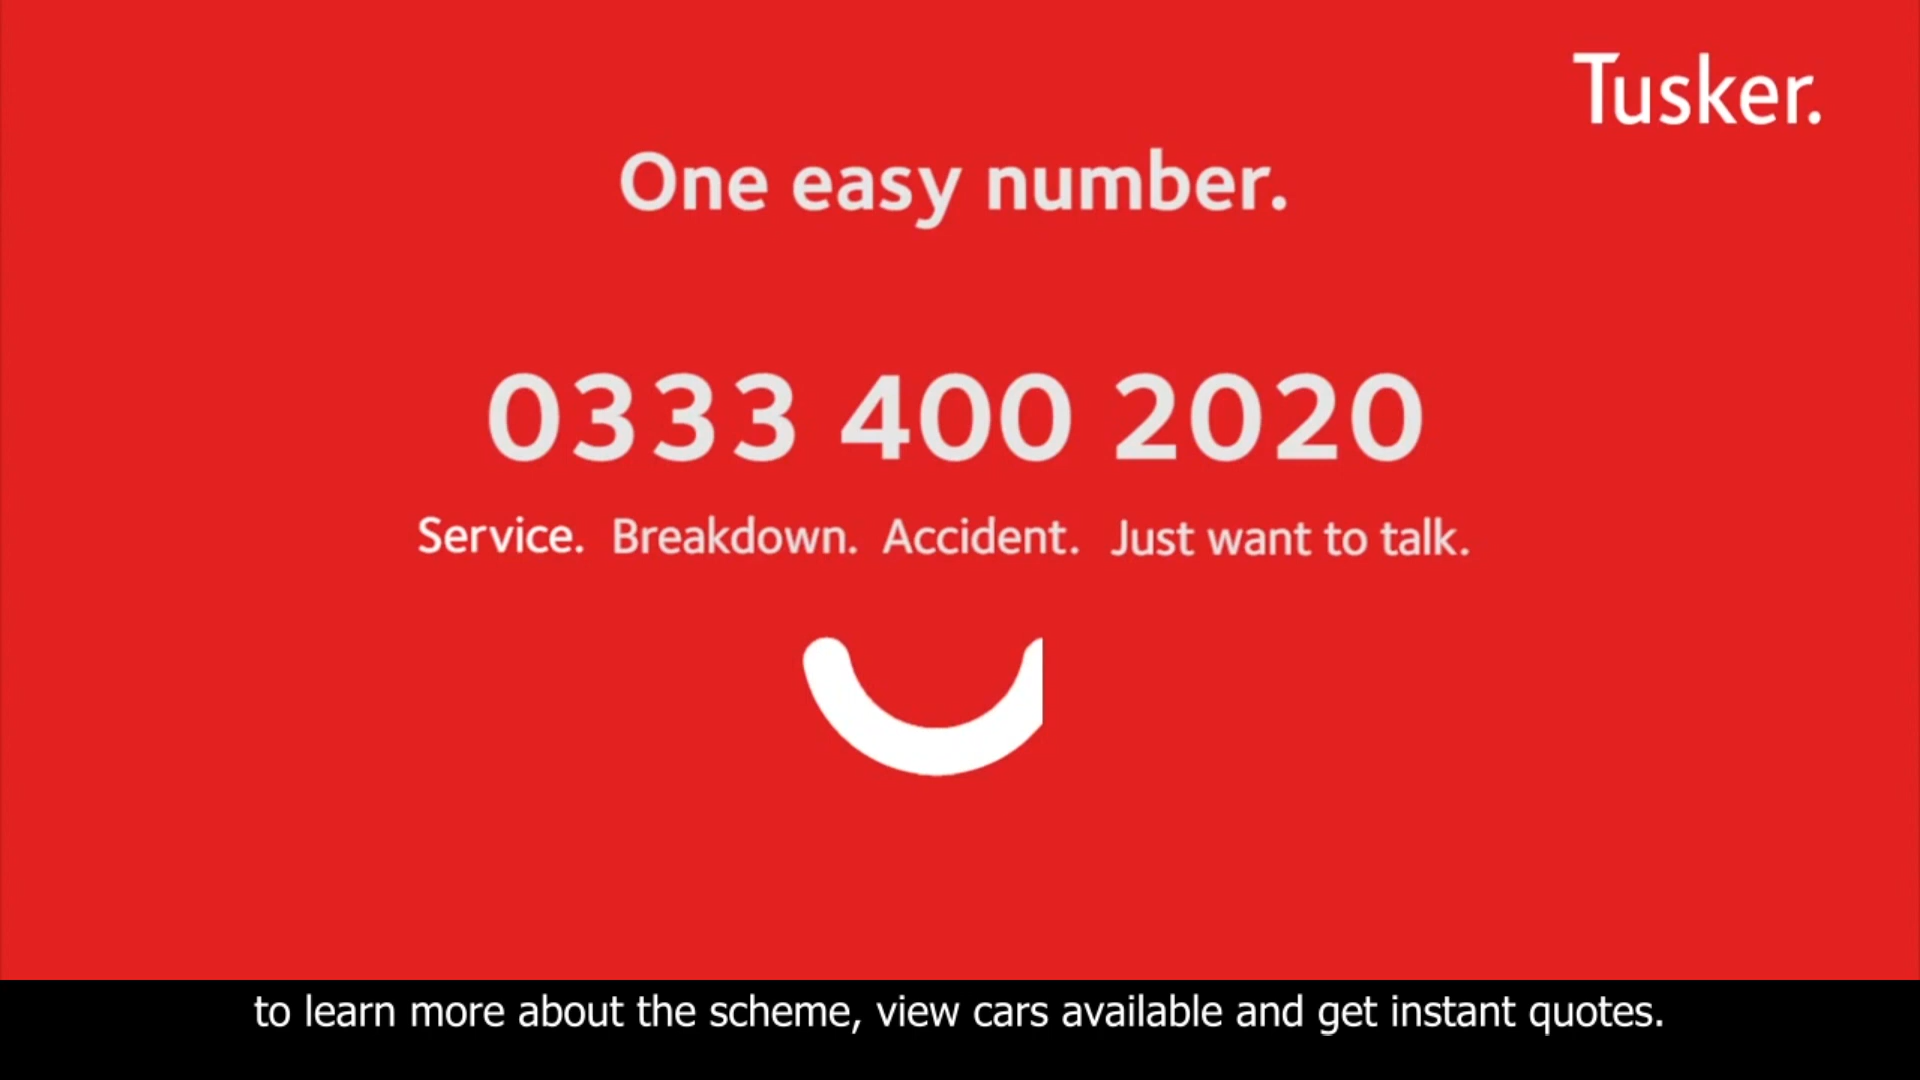 Tusker.
One easy number.
0333 400 2020
Service. Breakdown. Accident. Just want to talk.
to learn more about the scheme, view cars available and get instant quotes.